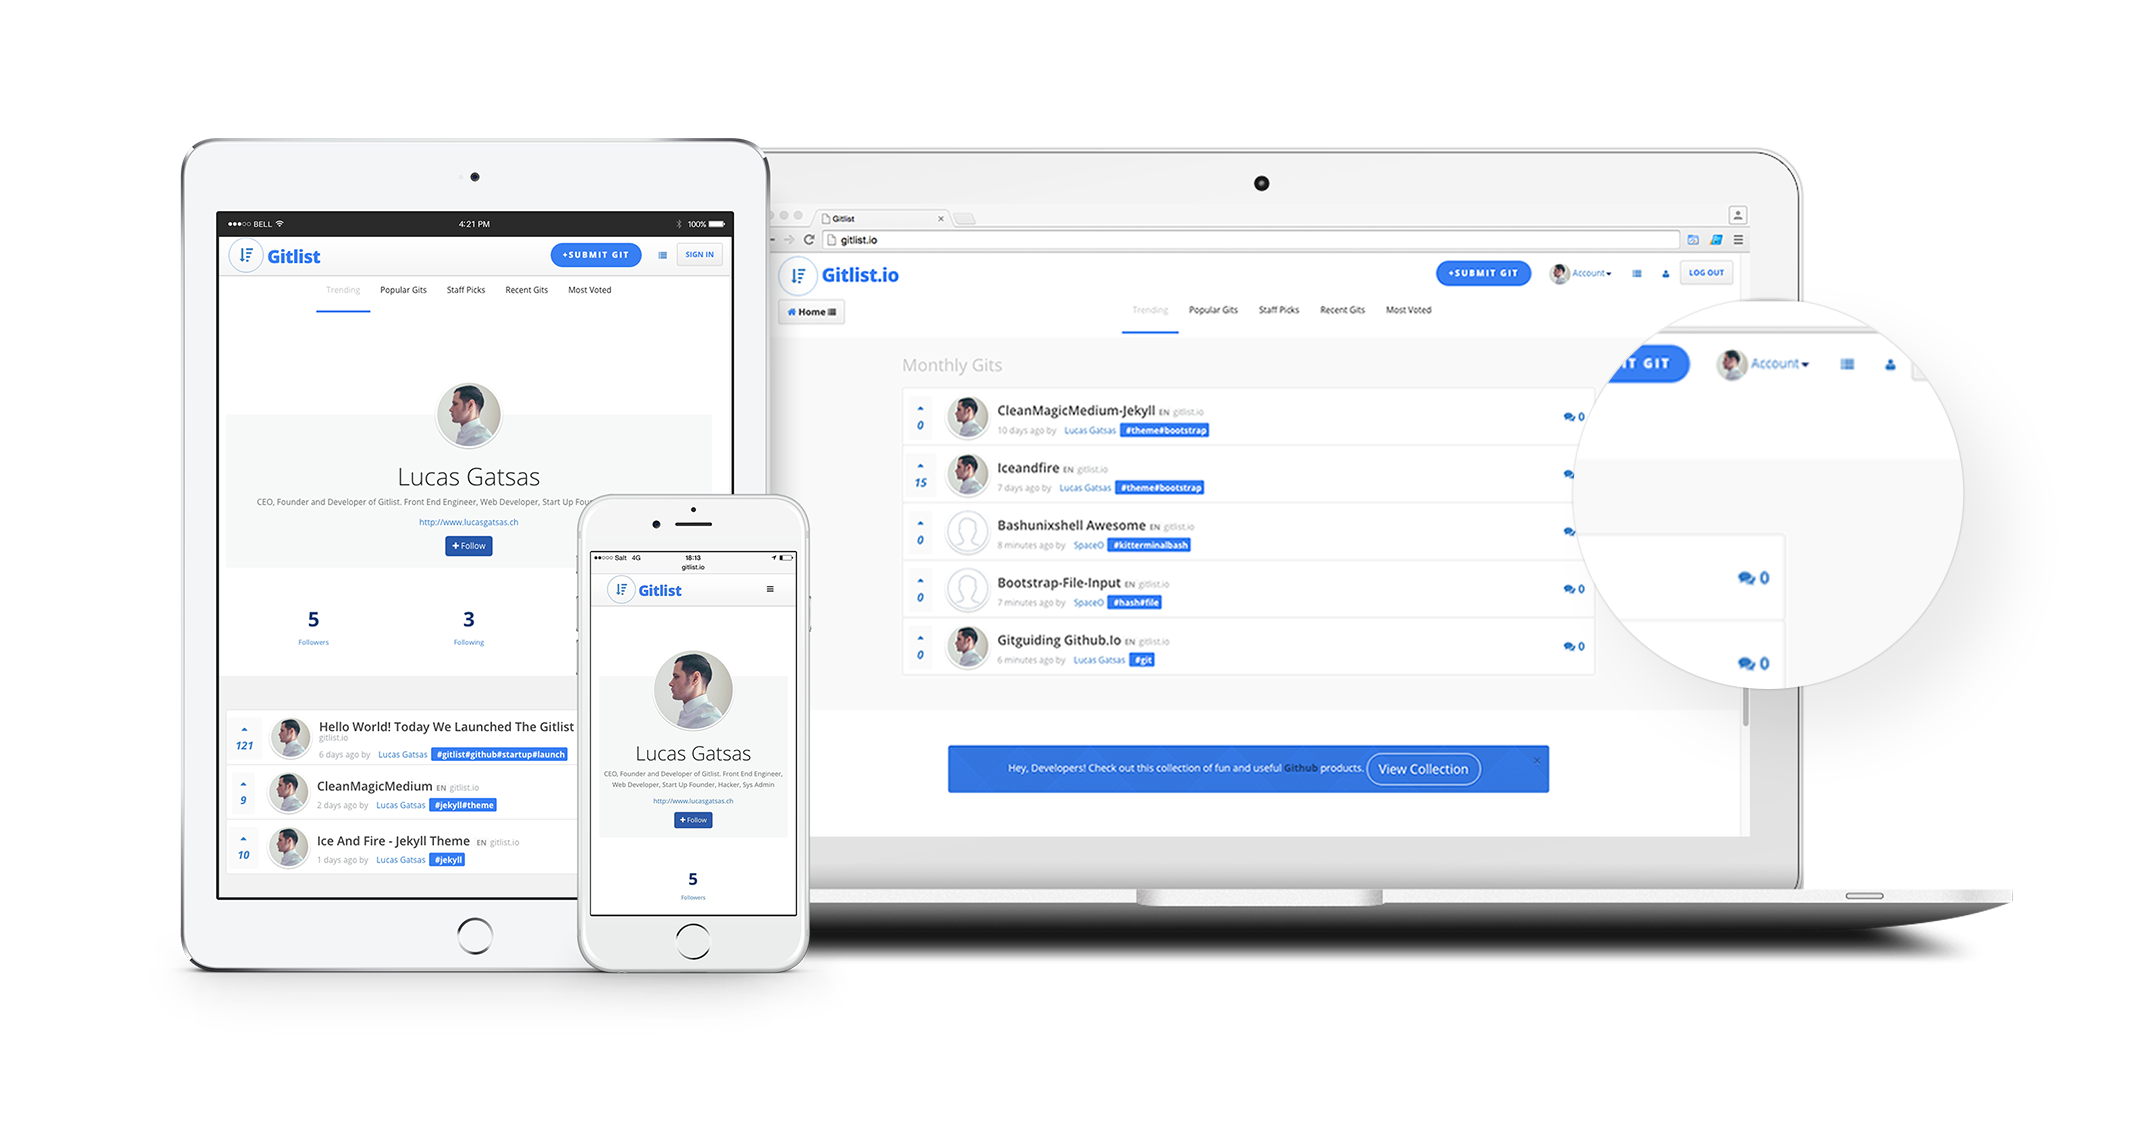 BELL
4:21 PM
100%
Gitlist
+SUBMIT GIT
SIGN IN
Trending
Popular Gits
Staff Picks
Recent Gits
Most Voted
Lucas Gatsas
CEO, Founder and Developer of Gitlist. Front End Engineer, Web Developer, Start Up
http://www.lucasgatsas.ch
+ Follow
5
Followers
3
Following
121
Hello World! Today We Launched The Gitlist
gitlist.io
6 days ago by Lucas Gatsas #gitlist#github#startup#launch
9
CleanMagicMedium EN gitlist.io
2 days ago by Lucas Gatsas #jekyll#theme
10
Ice And Fire - Jekyll Theme EN gitlist.io
1 days ago by Lucas Gatsas #jekyll
Salt 4G
18:13
gitlist.io
Gitlist
Lucas Gatsas
CEO, Founder and Developer of Gitlist. Front End Engineer,
Web Developer, Start Up Founder, Hacker, Sys Admin
http://www.lucasgatsas.ch
+ Follow
5
Followers
Gitlist
gitlist.io
Gitlist.io
+SUBMIT GIT
Account
LOG OUT
Home
Trending
Popular Gits
Staff Picks
Recent Gits
Most Voted
Monthly Gits
0
CleanMagicMedium-Jekyll EN gitlist.io
10 days ago by Lucas Gatsas #theme#bootstrap
0
15
Iceandfire EN gitlist.io
7 days ago by Lucas Gatsas #theme#bootstrap
0
Bashunixshell Awesome EN gitlist.io
8 minutes ago by SpaceO #kitterminalbash
0
Bootstrap-File-Input EN gitlist.io
7 minutes ago by SpaceO #hash#file
0
0
Gitguiding Github.Io EN gitlist.io
6 minutes ago by Lucas Gatsas #git
0
Hey, Developers! Check out this collection of fun and useful Github products. View Collection
GIT
Account
0
0